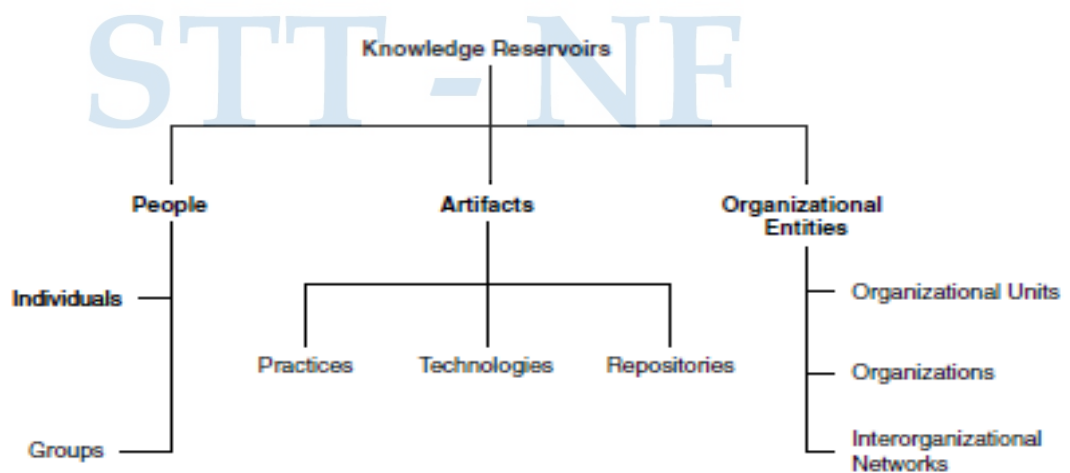 STT - NF
Knowledge Reservoirs
People
Artifacts
Organizational
Entities
Individuals
Organizational Units
Practices
Technologies
Repositories
Organizations
Groups
Interorganizational
Networks